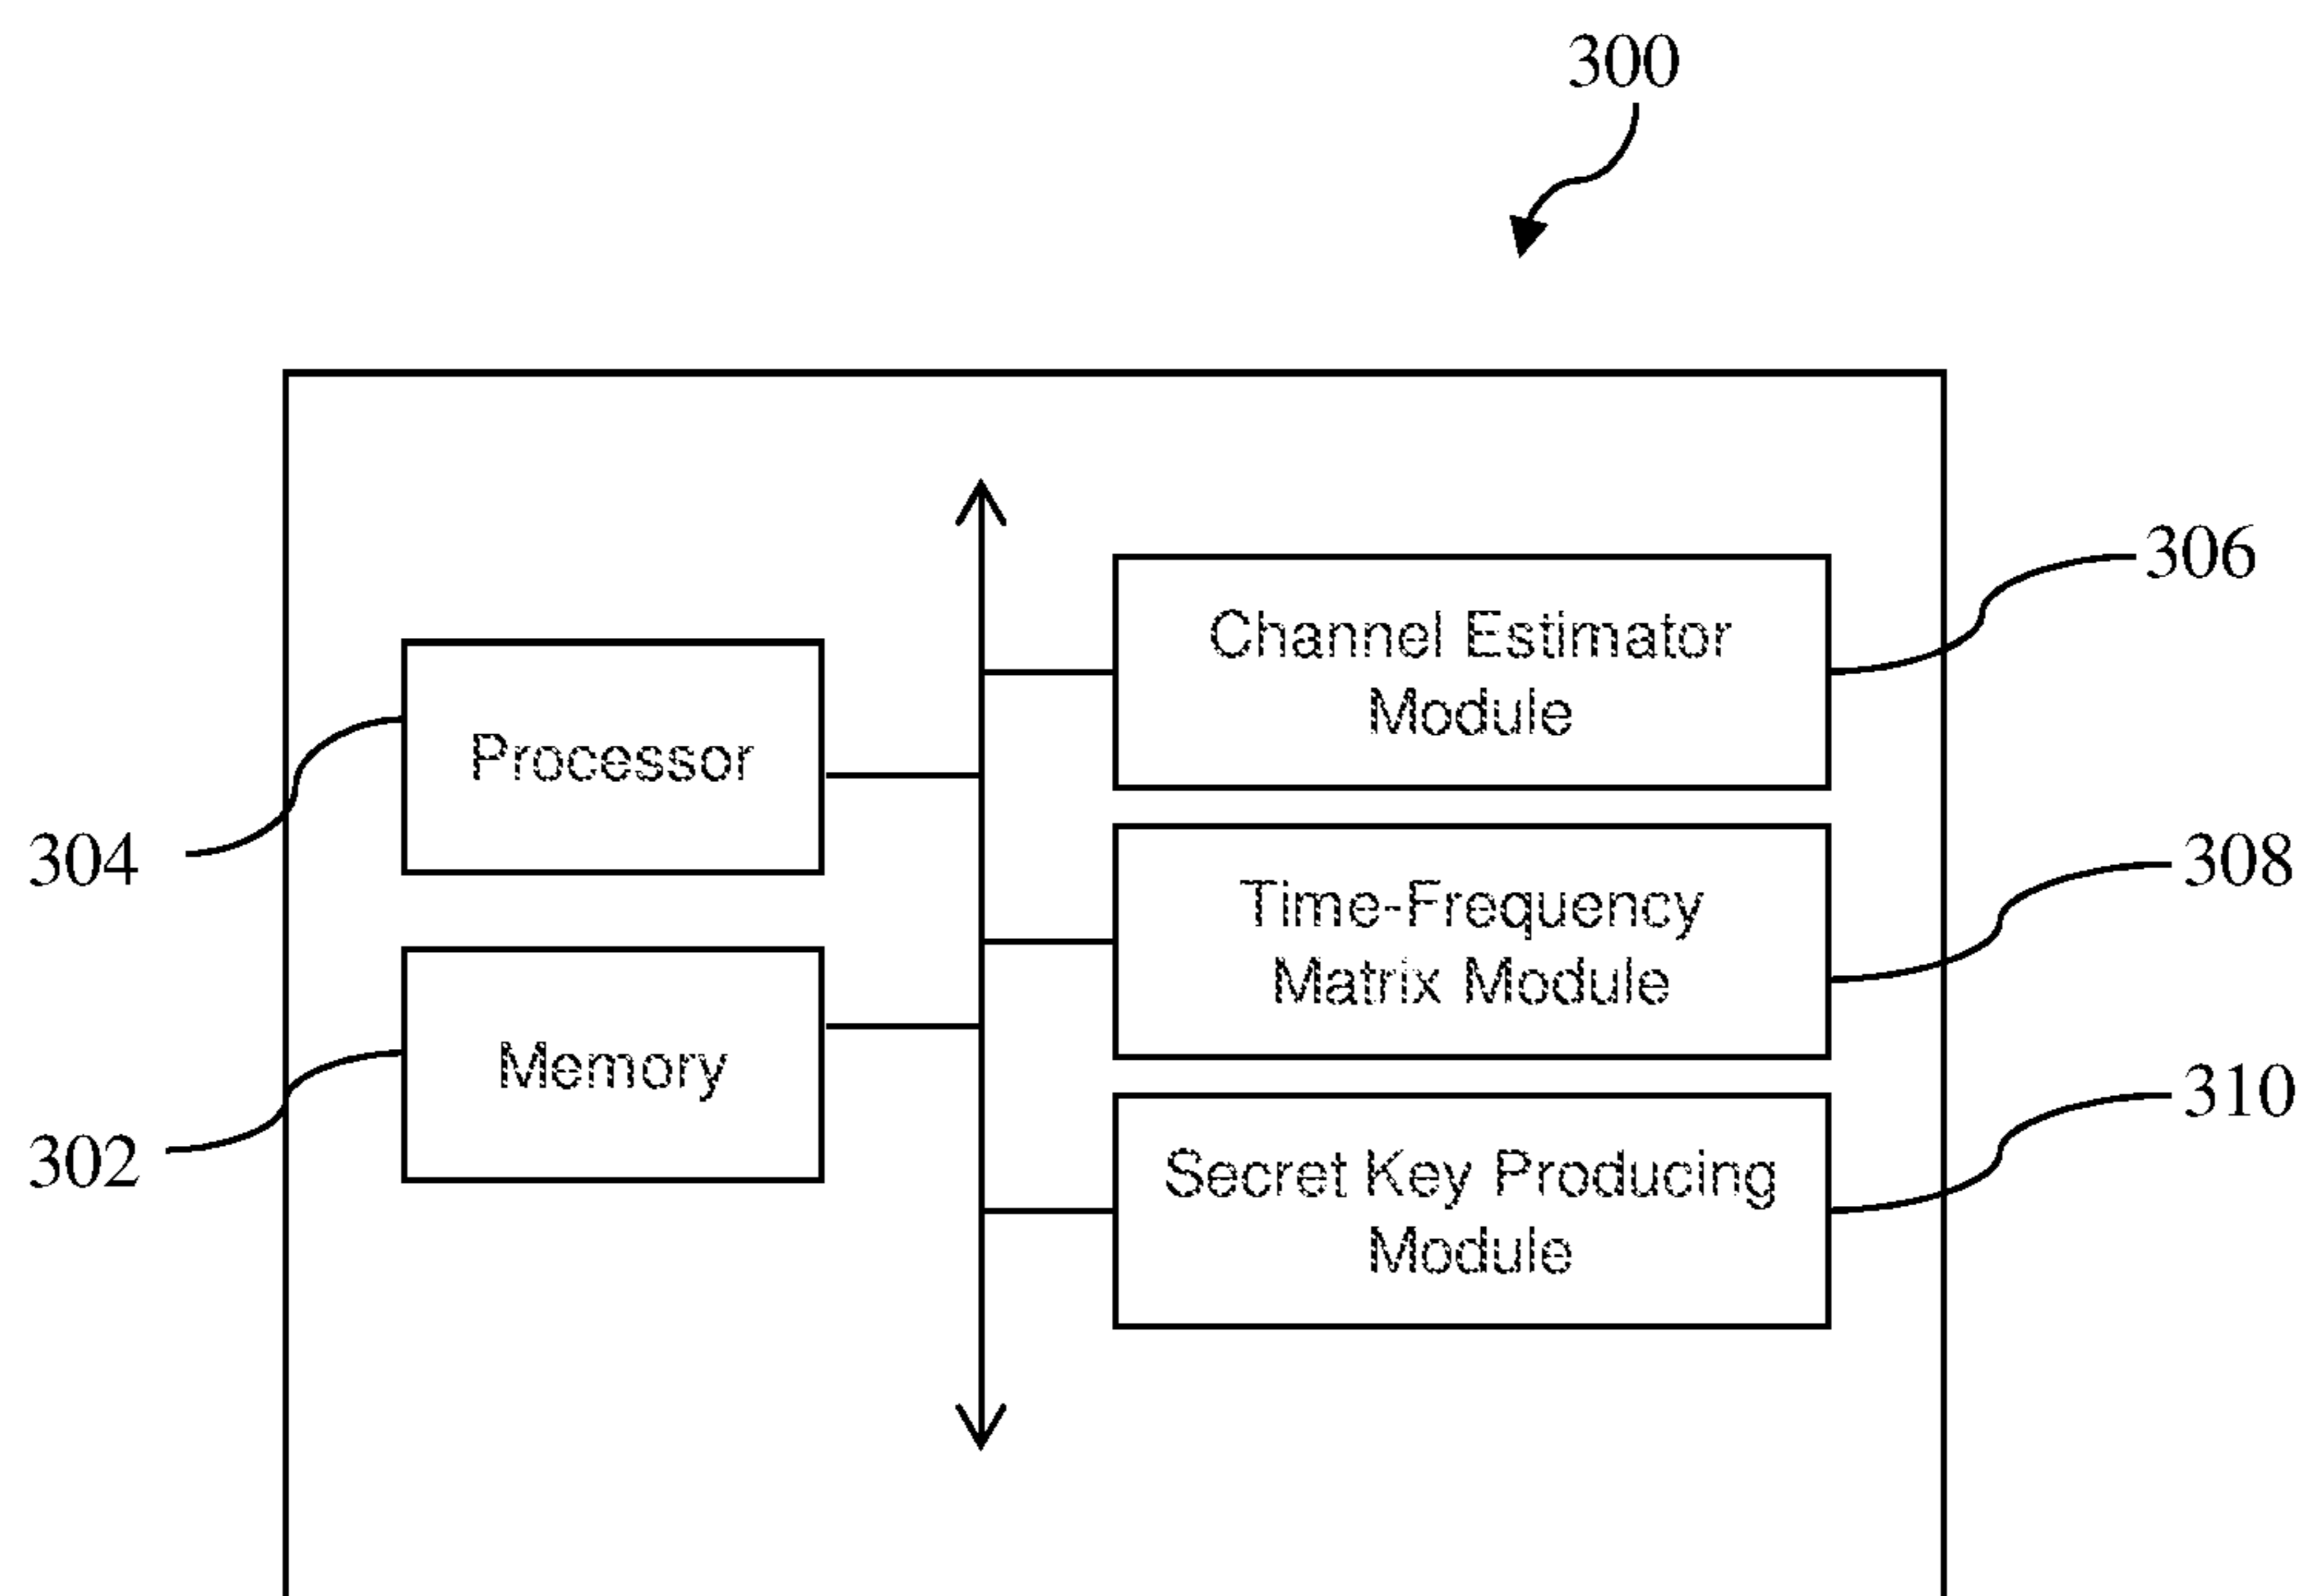 300
306
Channel Estimator
Module
Processor
304
308
Time-Frequency
Matrix Module
Memory
302
310
Secret Key Producing
Module